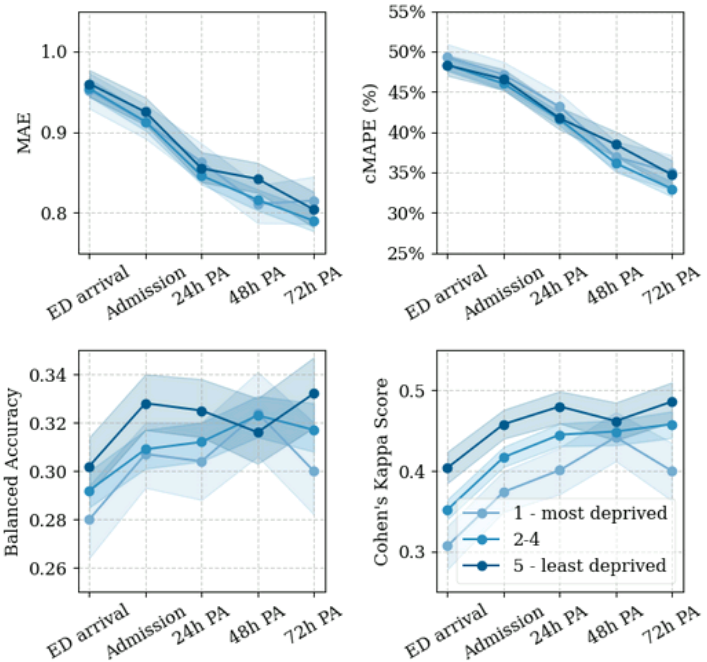 MAE
1.0
0.9
0.8
ED arrival
Admission
24h PA
48h PA
72h PA
cMAPE (%)
55%
50%
45%
40%
35%
30%
25%
ED arrival
Admission
24h PA
48h PA
72h PA
Balanced Accuracy
0.34
0.32
0.30
0.28
0.26
ED arrival
Admission
24h PA
48h PA
72h PA
Cohen's Kappa Score
0.5
0.4
0.3
1 - most deprived
2-4
5 - least deprived
ED arrival
Admission
24h PA
48h PA
72h PA